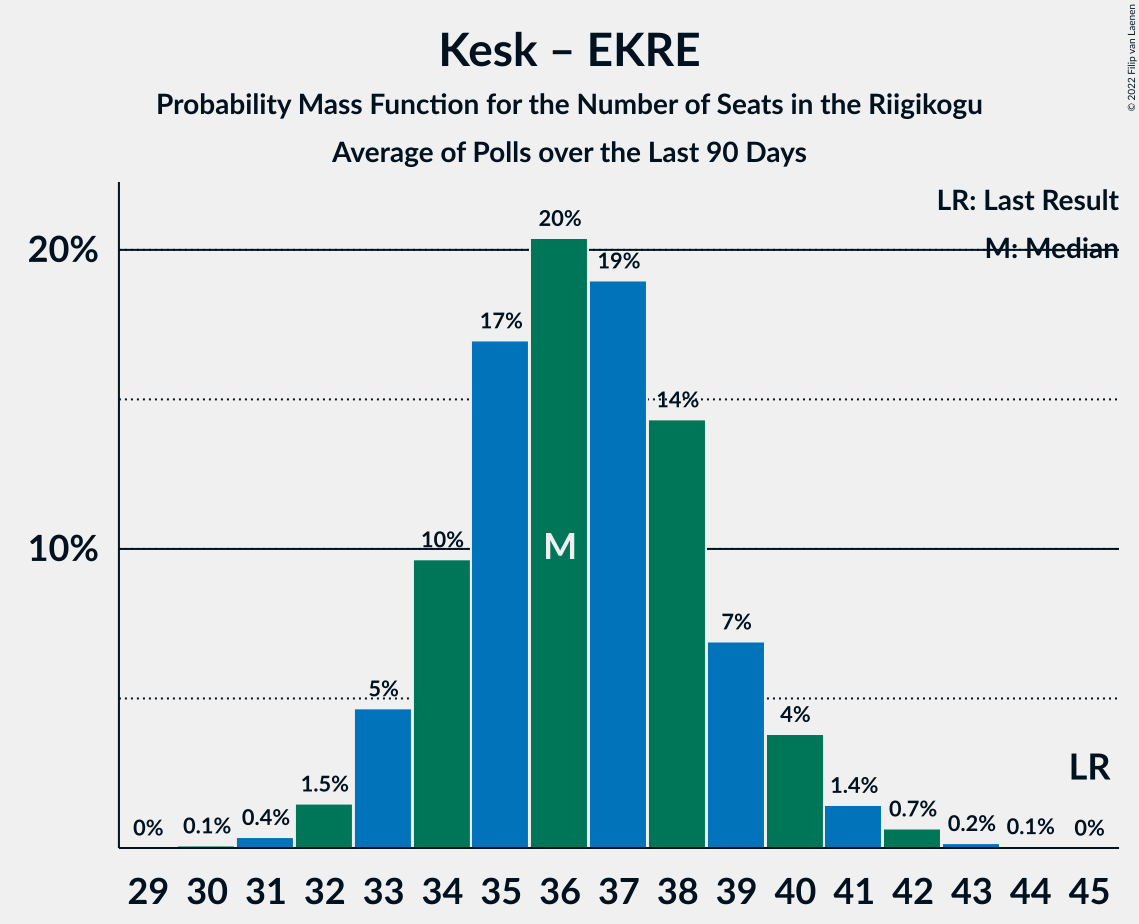 Kesk – EKRE
Probability Mass Function for the Number of Seats in the Riigikogu
Average of Polls over the Last 90 Days
© 2022 Filip van Laenen
LR: Last Result
M: Median
20%
10%
0%
0.1%
0.4%
1.5%
5%
10%
17%
20%
19%
14%
7%
4%
1.4%
0.7%
0.2%
0.1%
0%
M
LR
29 30 31 32 33 34 35 36 37 38 39 40 41 42 43 44 45